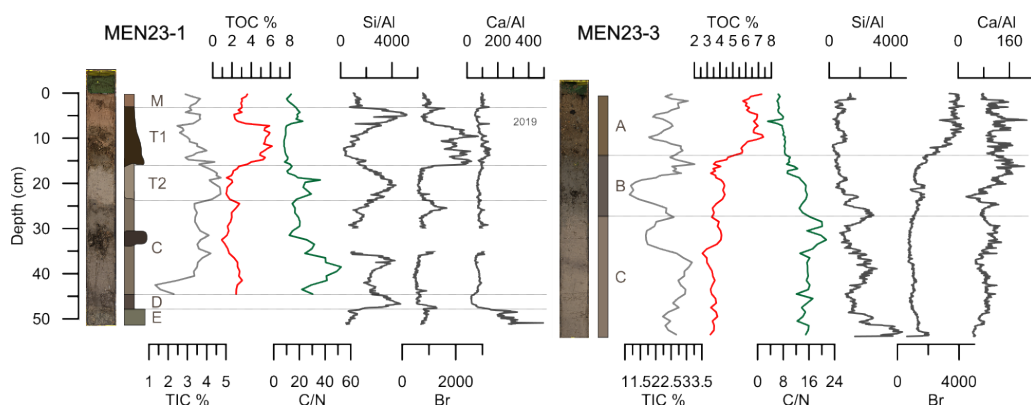 MEN23-1
TOC %
0 2 4 6 8
Si/Al
0 4000
Ca/Al
0 200 400
MEN23-3
TOC %
2 3 4 5 6 7 8
Si/Al
0 4000
Ca/Al
0 160
Depth (cm)
0
10
20
30
40
50
M
T1
T2
C
D
E
2019
A
B
C
1 2 3 4 5
TIC %
0 20 40 60
C/N
0 2000
Br
11.522.533.5
TIC %
0 8 16 24
C/N
0 4000
Br